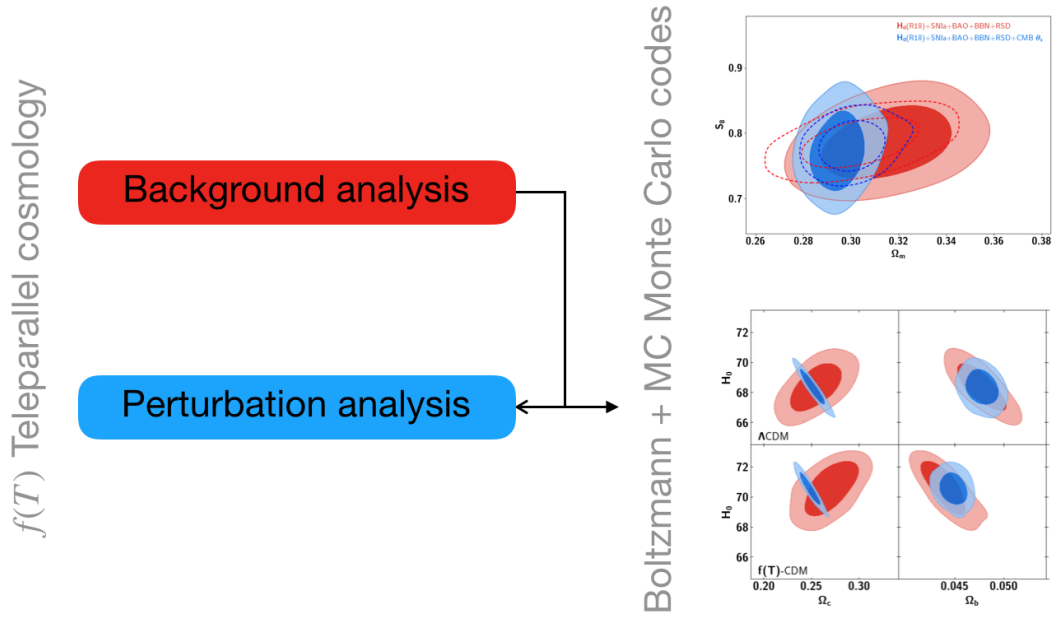 f(T) Teleparallel cosmology
Background analysis
Perturbation analysis
Boltzmann + MC Monte Carlo codes
H₀(R18)+SNIa+BAO+BBN+RSD
H₀(R18)+SNIa+BAO+BBN+RSD+CMB θₛ
0.9
0.8
0.7
S₈
0.26 0.28 0.30 0.32 0.34 0.36 0.38
Ωₘ
72
70
68
66
H₀
ΛCDM
72
70
68
66
H₀
f(T)-CDM
0.20 0.25 0.30 0.045 0.050
Ω_c Ω_b